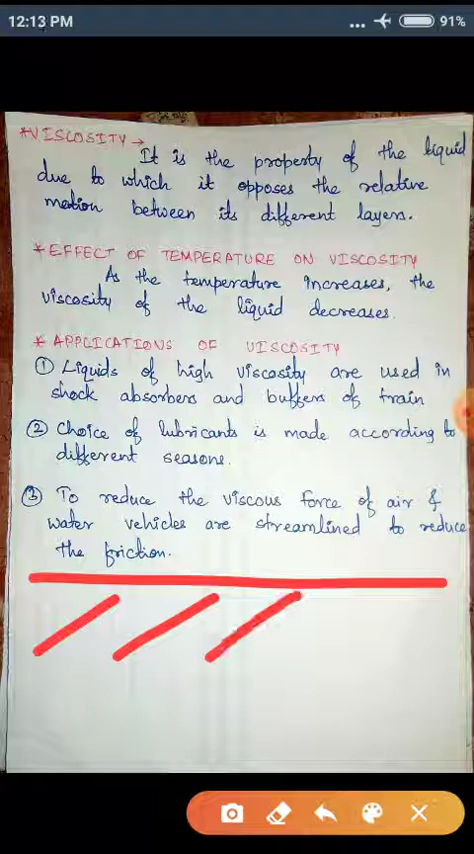 12:13 PM
91%
*VISCOSITY →
It is the property of the liquid
due to which it opposes the relative
motion between its different layers.
*EFFECT OF TEMPERATURE ON VISCOSITY
As the temperature increases, the
viscosity of the liquid decreases.
*APPLICATIONS OF VISCOSITY
① Liquids of high viscosity are used in
shock absorbers and buffers of train
② Choice of lubricants is made according to
different seasons.
③ To reduce the viscous force of air &
water vehicles are streamlined to reduce
the friction.